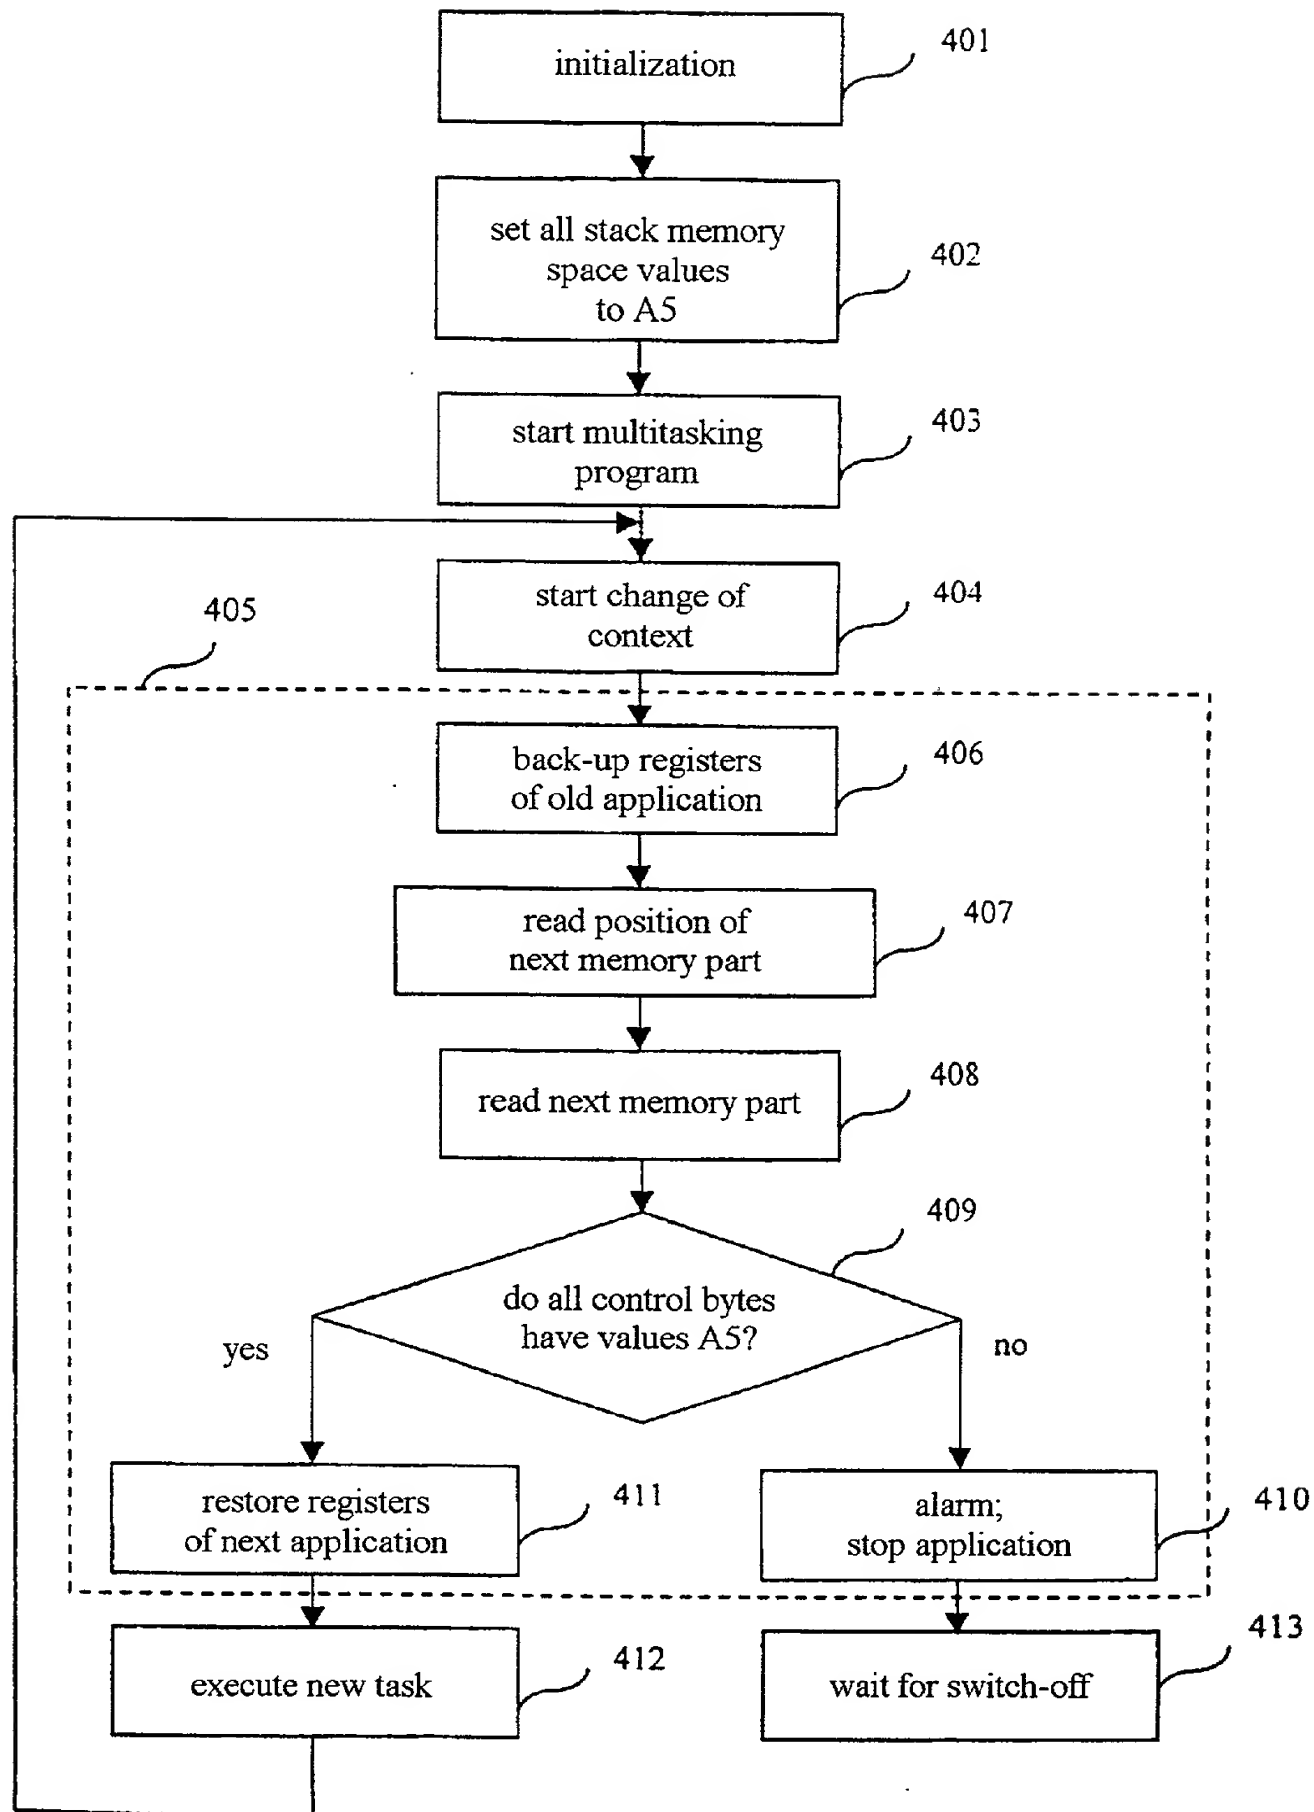 initialization
401
set all stack memory
space values
to A5
402
start multitasking
program
403
start change of
context
404
405
back-up registers
of old application
406
read position of
next memory part
407
read next memory part
408
409
do all control bytes
have values A5?
yes
no
restore registers
of next application
411
alarm;
stop application
410
execute new task
412
wait for switch-off
413